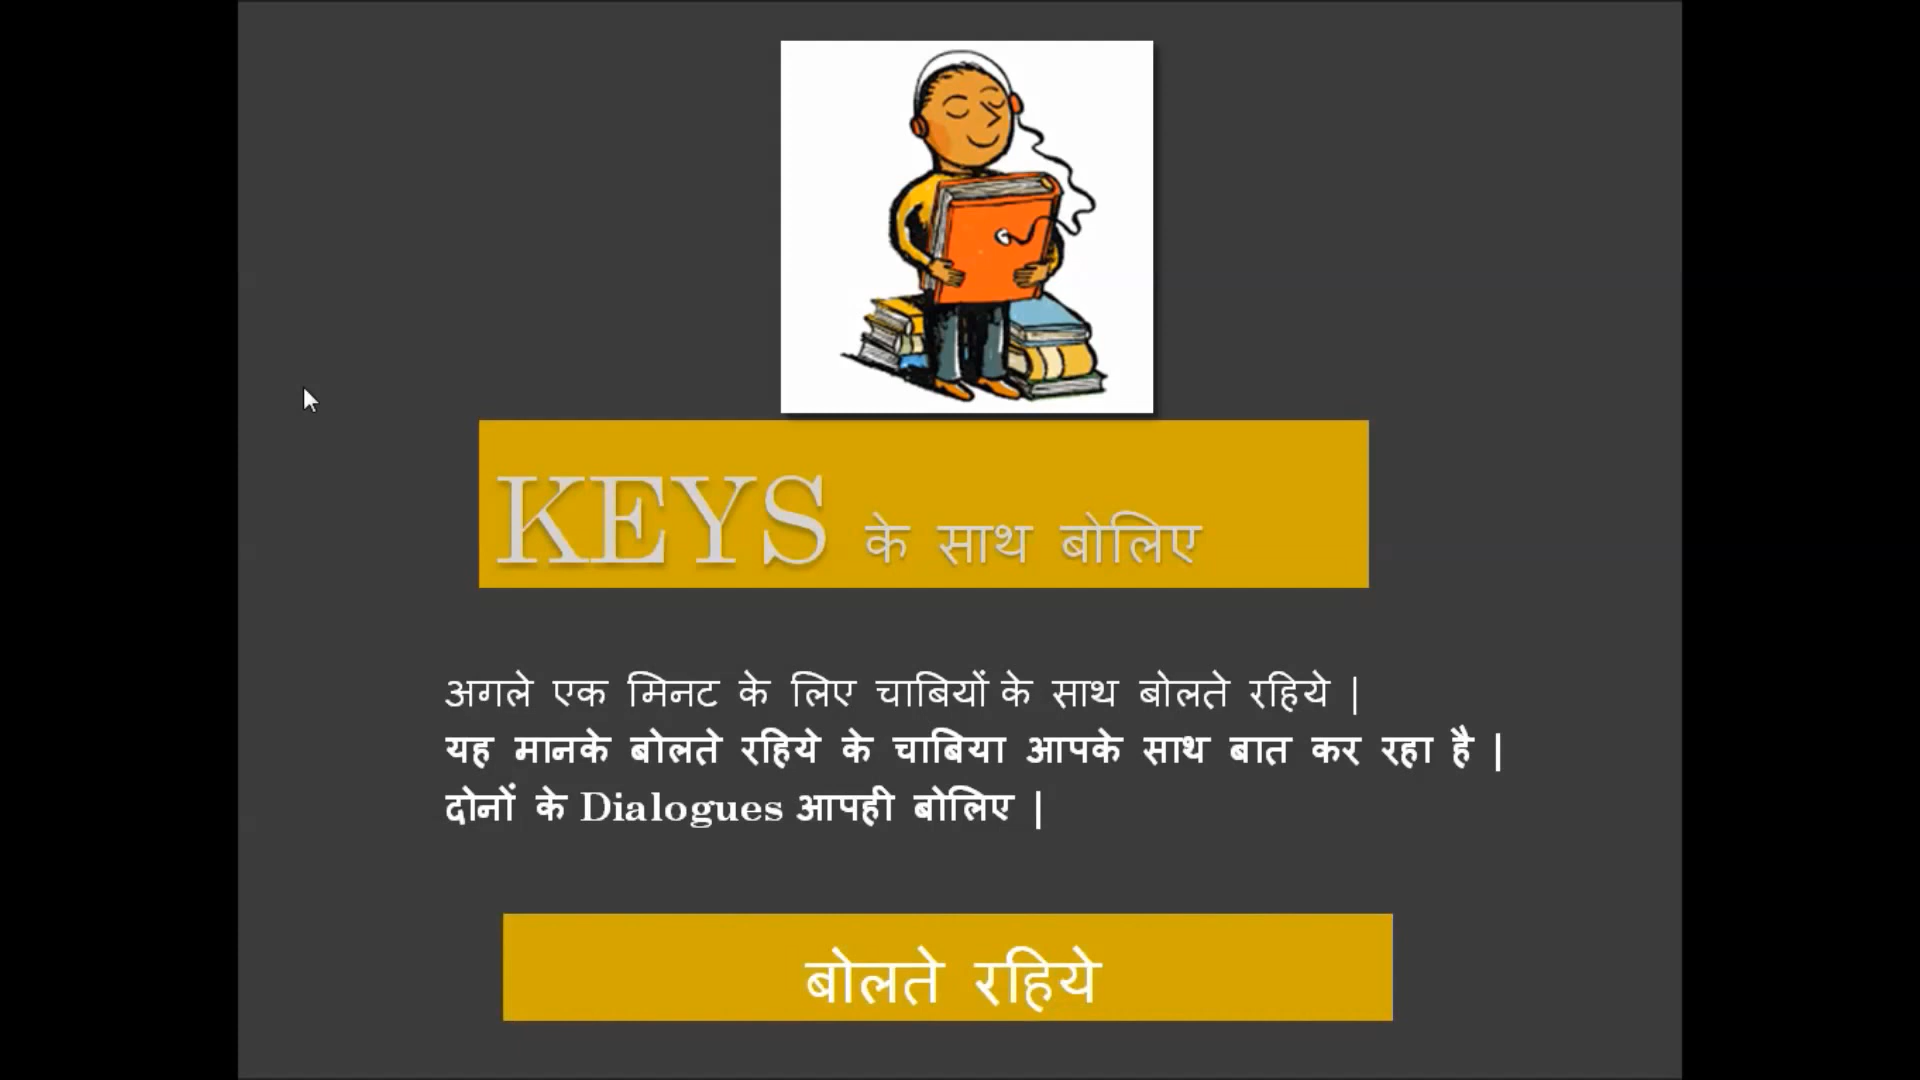 KEYS के साथ बोलिए
अगले एक मिनट के लिए चाबियों के साथ बोलते रहिये |
यह मानके बोलते रहिये के चाबिया आपके साथ बात कर रहा है |
दोनों के Dialogues आपही बोलिए |
बोलते रहिये